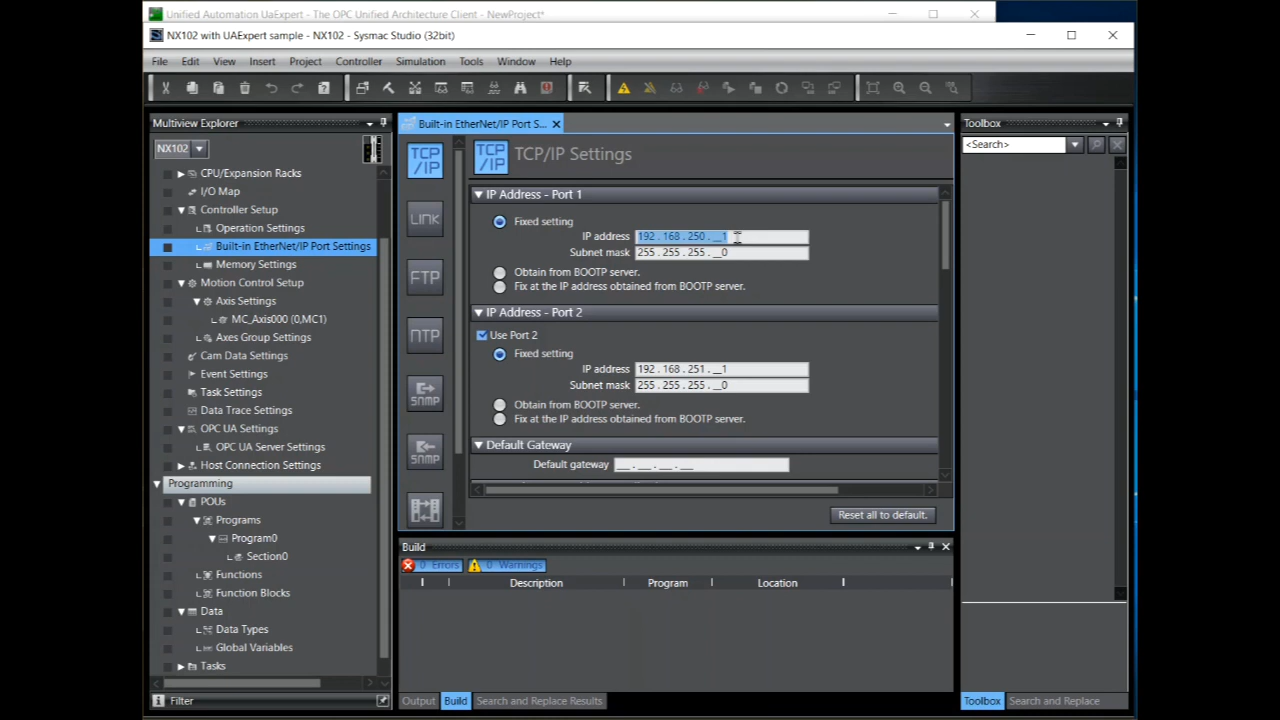 Unified Automation UaExpert - The OPC Unified Architecture Client - NewProject*
NX102 with UAExpert sample - NX102 - Sysmac Studio (32bit)
File Edit View Insert Project Controller Simulation Tools Window Help
Multiview Explorer
NX102
CPU/Expansion Racks
I/O Map
Controller Setup
Operation Settings
Built-in EtherNet/IP Port Settings
Memory Settings
Motion Control Setup
Axis Settings
MC_Axis000 (0,MC1)
Axes Group Settings
Cam Data Settings
Event Settings
Task Settings
Data Trace Settings
OPC UA Settings
OPC UA Server Settings
Host Connection Settings
Programming
POUs
Programs
Program0
Section0
Functions
Function Blocks
Data
Data Types
Global Variables
Tasks
Filter
Built-in EtherNet/IP Port S...
TCP
/IP
LINK
FTP
NTP
SNMP
SNMP
TCP
/IP
TCP/IP Settings
IP Address - Port 1
Fixed setting
IP address 192 . 168 . 250 . __1
Subnet mask 255 . 255 . 255 . __0
Obtain from BOOTP server.
Fix at the IP address obtained from BOOTP server.
IP Address - Port 2
Use Port 2
Fixed setting
IP address 192 . 168 . 251 . __1
Subnet mask 255 . 255 . 255 . __0
Obtain from BOOTP server.
Fix at the IP address obtained from BOOTP server.
Default Gateway
Default gateway ___ . ___ . ___ . ___
Reset all to default.
Build
0 Errors 0 Warnings
! Description Program Location
Output Build Search and Replace Results
Toolbox
<Search>
Toolbox Search and Replace